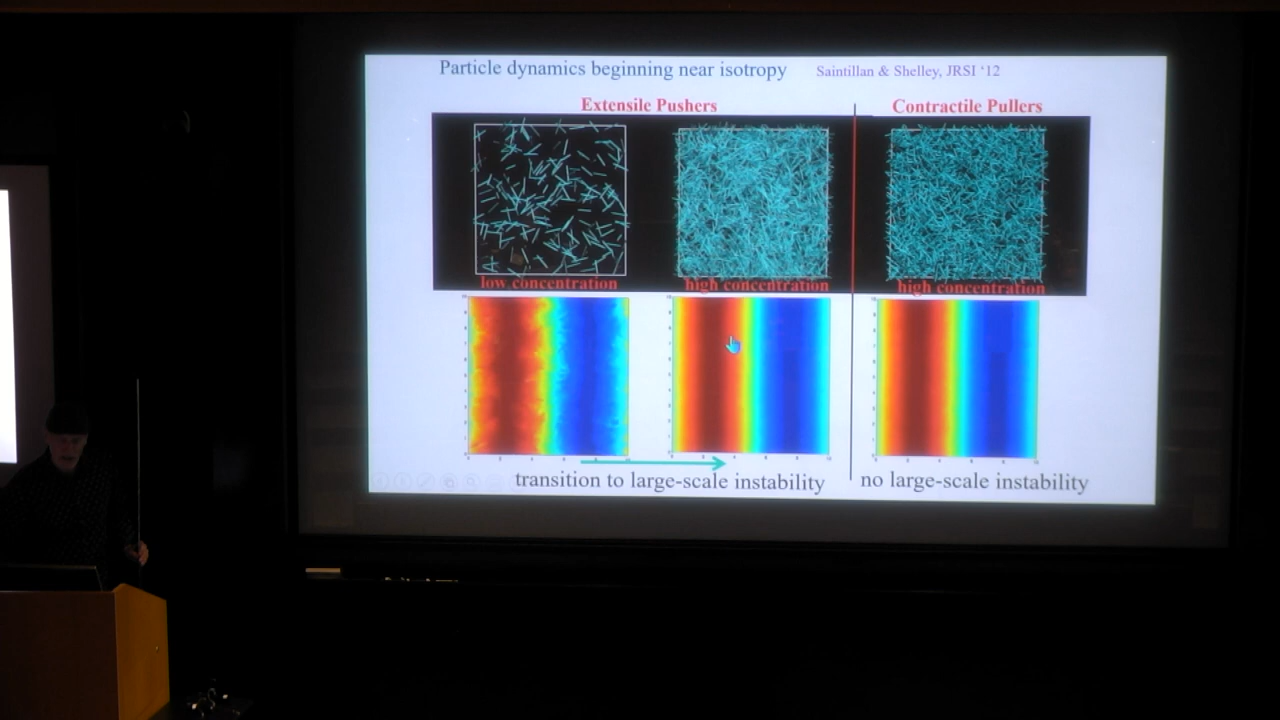 Particle dynamics beginning near isotropy Saintillan & Shelley, JRSI ‘12
Extensile Pushers Contractile Pullers
low concentration high concentration high concentration
transition to large-scale instability no large-scale instability